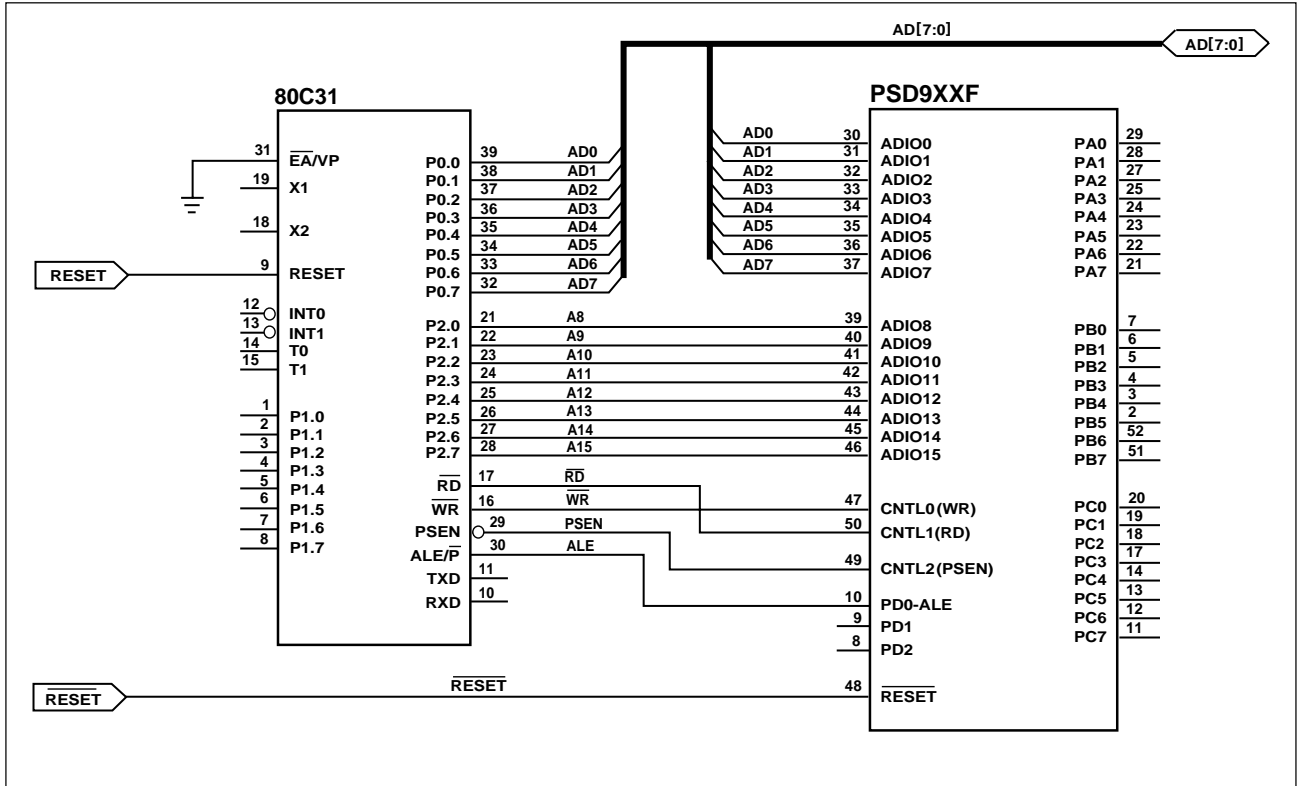 AD[7:0]
AD[7:0]
80C31
PSD9XXF
31 EA/VP
19 X1
18 X2
RESET 9 RESET
12 INT0
13 INT1
14 T0
15 T1
1 P1.0
2 P1.1
3 P1.2
4 P1.3
5 P1.4
6 P1.5
7 P1.6
8 P1.7
P0.0 39 AD0
P0.1 38 AD1
P0.2 37 AD2
P0.3 36 AD3
P0.4 35 AD4
P0.5 34 AD5
P0.6 33 AD6
P0.7 32 AD7
P2.0 21 A8
P2.1 22 A9
P2.2 23 A10
P2.3 24 A11
P2.4 25 A12
P2.5 26 A13
P2.6 27 A14
P2.7 28 A15
RD 17 RD
WR 16 WR
PSEN 29 PSEN
ALE/P 30 ALE
TXD 11
RXD 10
AD0 30 ADIO0
AD1 31 ADIO1
AD2 32 ADIO2
AD3 33 ADIO3
AD4 34 ADIO4
AD5 35 ADIO5
AD6 36 ADIO6
AD7 37 ADIO7
39 ADIO8
40 ADIO9
41 ADIO10
42 ADIO11
43 ADIO12
44 ADIO13
45 ADIO14
46 ADIO15
47 CNTL0(WR)
50 CNTL1(RD)
49 CNTL2(PSEN)
10 PD0-ALE
9 PD1
8 PD2
48 RESET
PA0 29
PA1 28
PA2 27
PA3 25
PA4 24
PA5 23
PA6 22
PA7 21
PB0 7
PB1 6
PB2 5
PB3 4
PB4 3
PB5 2
PB6 52
PB7 51
PC0 20
PC1 19
PC2 18
PC3 17
PC4 14
PC5 13
PC6 12
PC7 11
RESET RESET